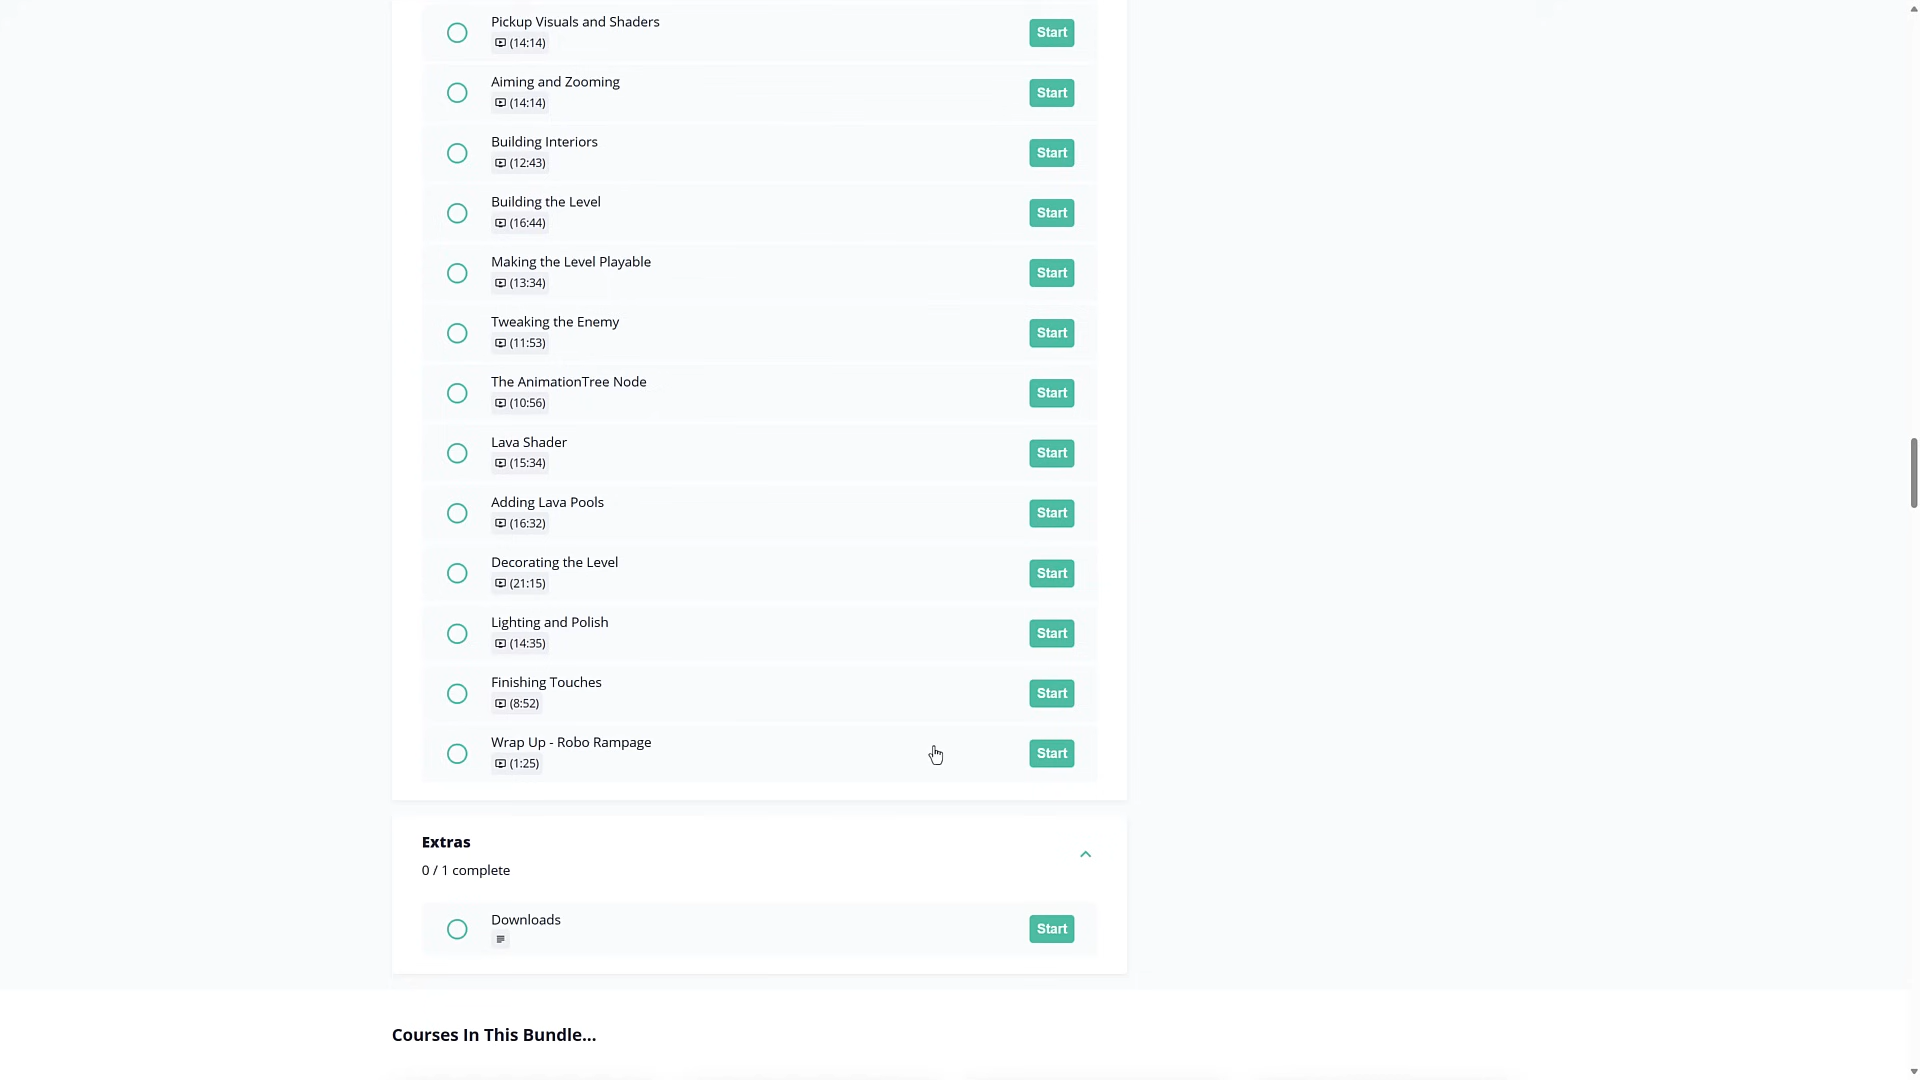 Pickup Visuals and Shaders
(14:14)
Start
Aiming and Zooming
(14:14)
Start
Building Interiors
(12:43)
Start
Building the Level
(16:44)
Start
Making the Level Playable
(13:34)
Start
Tweaking the Enemy
(11:53)
Start
The AnimationTree Node
(10:56)
Start
Lava Shader
(15:34)
Start
Adding Lava Pools
(16:32)
Start
Decorating the Level
(21:15)
Start
Lighting and Polish
(14:35)
Start
Finishing Touches
(8:52)
Start
Wrap Up - Robo Rampage
(1:25)
Start
Extras
0 / 1 complete
Downloads
Start
Courses In This Bundle...